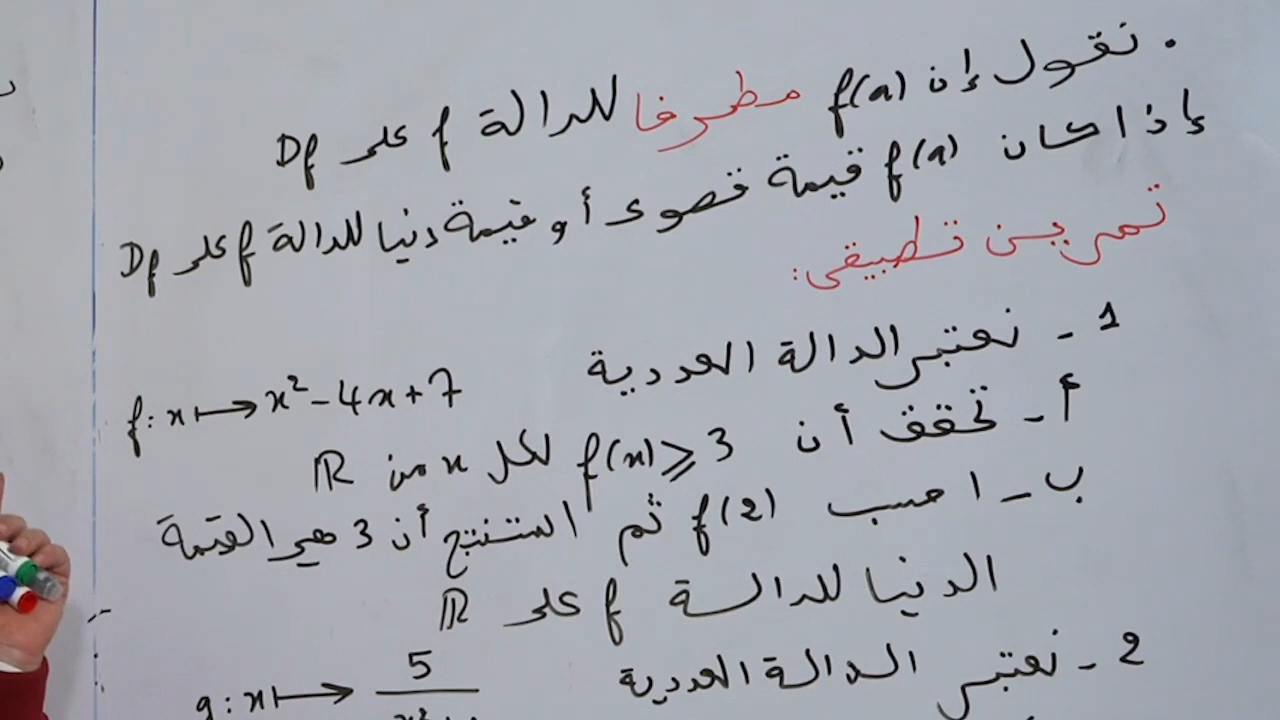 . نقول إن f(a) مطرفا للدالة f على Df
إذا كان f(a) قيمة قصوى أو قيمة دنيا للدالة f على Df
تمرين تطبيقي:
1 - نعتبر الدالة العددية f: x ⟼ x² - 4x + 7
أ - تحقق أن f(x) ⩾ 3 لكل x من ℝ
ب - احسب f(2) ثم استنتج أن 3 هي القيمة
الدنيا للدالة f على ℝ
2 - نعتبر الدالة العددية g: x ⟼ 5